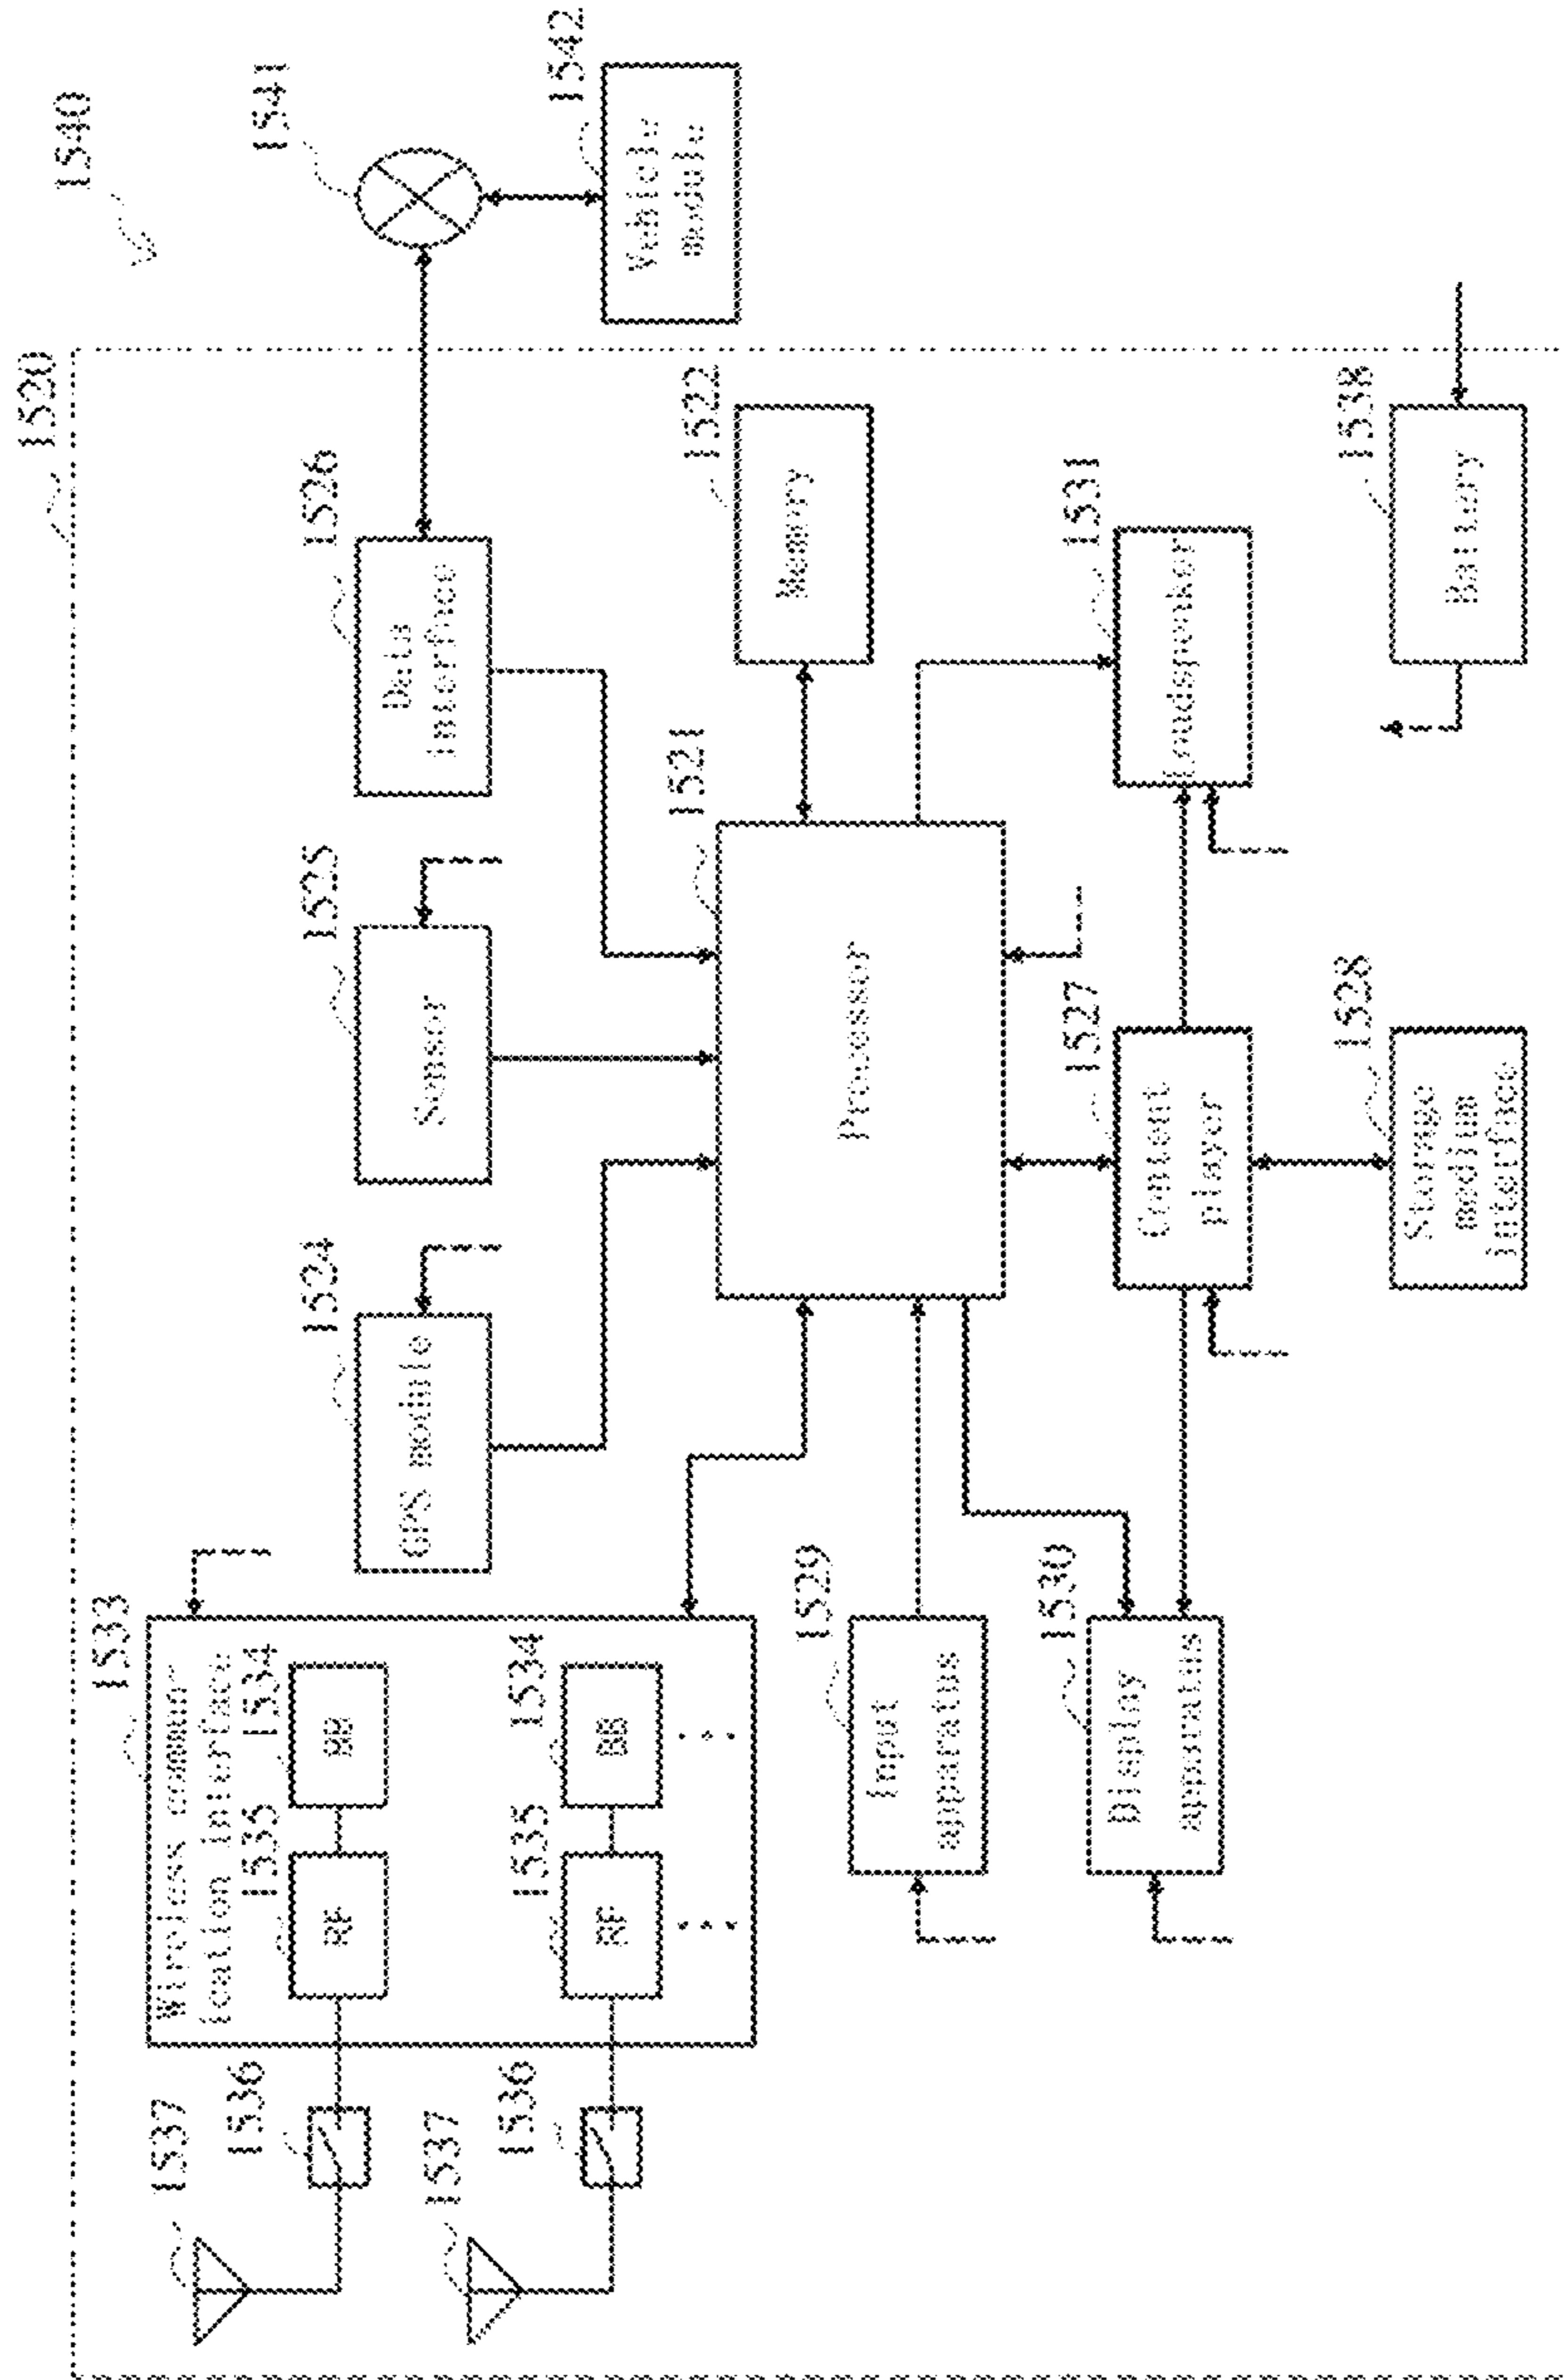 1540
1520
1533
Wireless commun-
ication interface
1537
1536
1535
1534
RF
BB
1537
1536
1535
1534
RF
BB
1524
GPS module
1525
Sensor
1526
Data
interface
1541
1542
Vehicle
module
1521
Processor
1522
Memory
1529
Input
apparatus
1530
Display
apparatus
1527
Content
player
1531
Loudspeaker
1528
Storage
medium
interface
1538
Battery